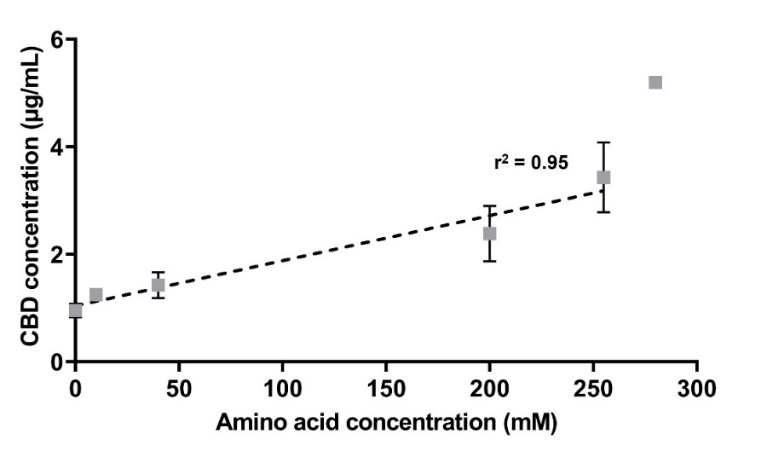 6
4
2
0
CBD concentration (µg/mL)
r² = 0.95
0 50 100 150 200 250 300
Amino acid concentration (mM)